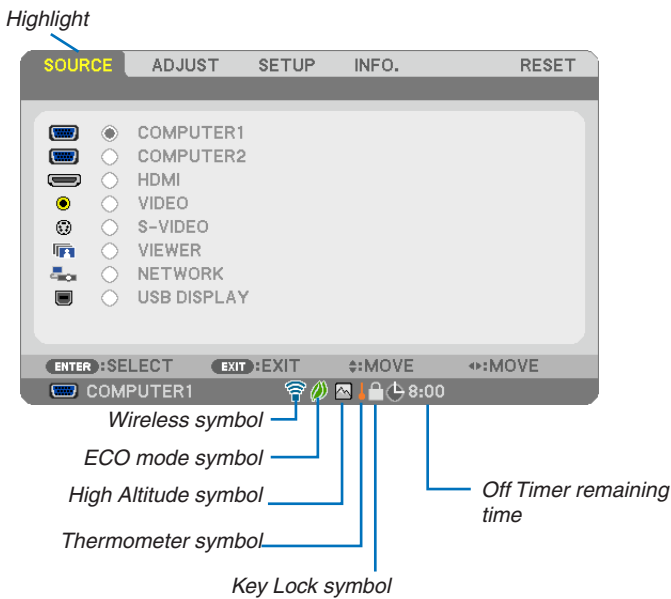 Highlight
SOURCE ADJUST SETUP INFO. RESET
COMPUTER1
COMPUTER2
HDMI
VIDEO
S-VIDEO
VIEWER
NETWORK
USB DISPLAY
ENTER :SELECT EXIT :EXIT :MOVE :MOVE
COMPUTER1 8:00
Wireless symbol
ECO mode symbol
High Altitude symbol
Off Timer remaining
time
Thermometer symbol
Key Lock symbol